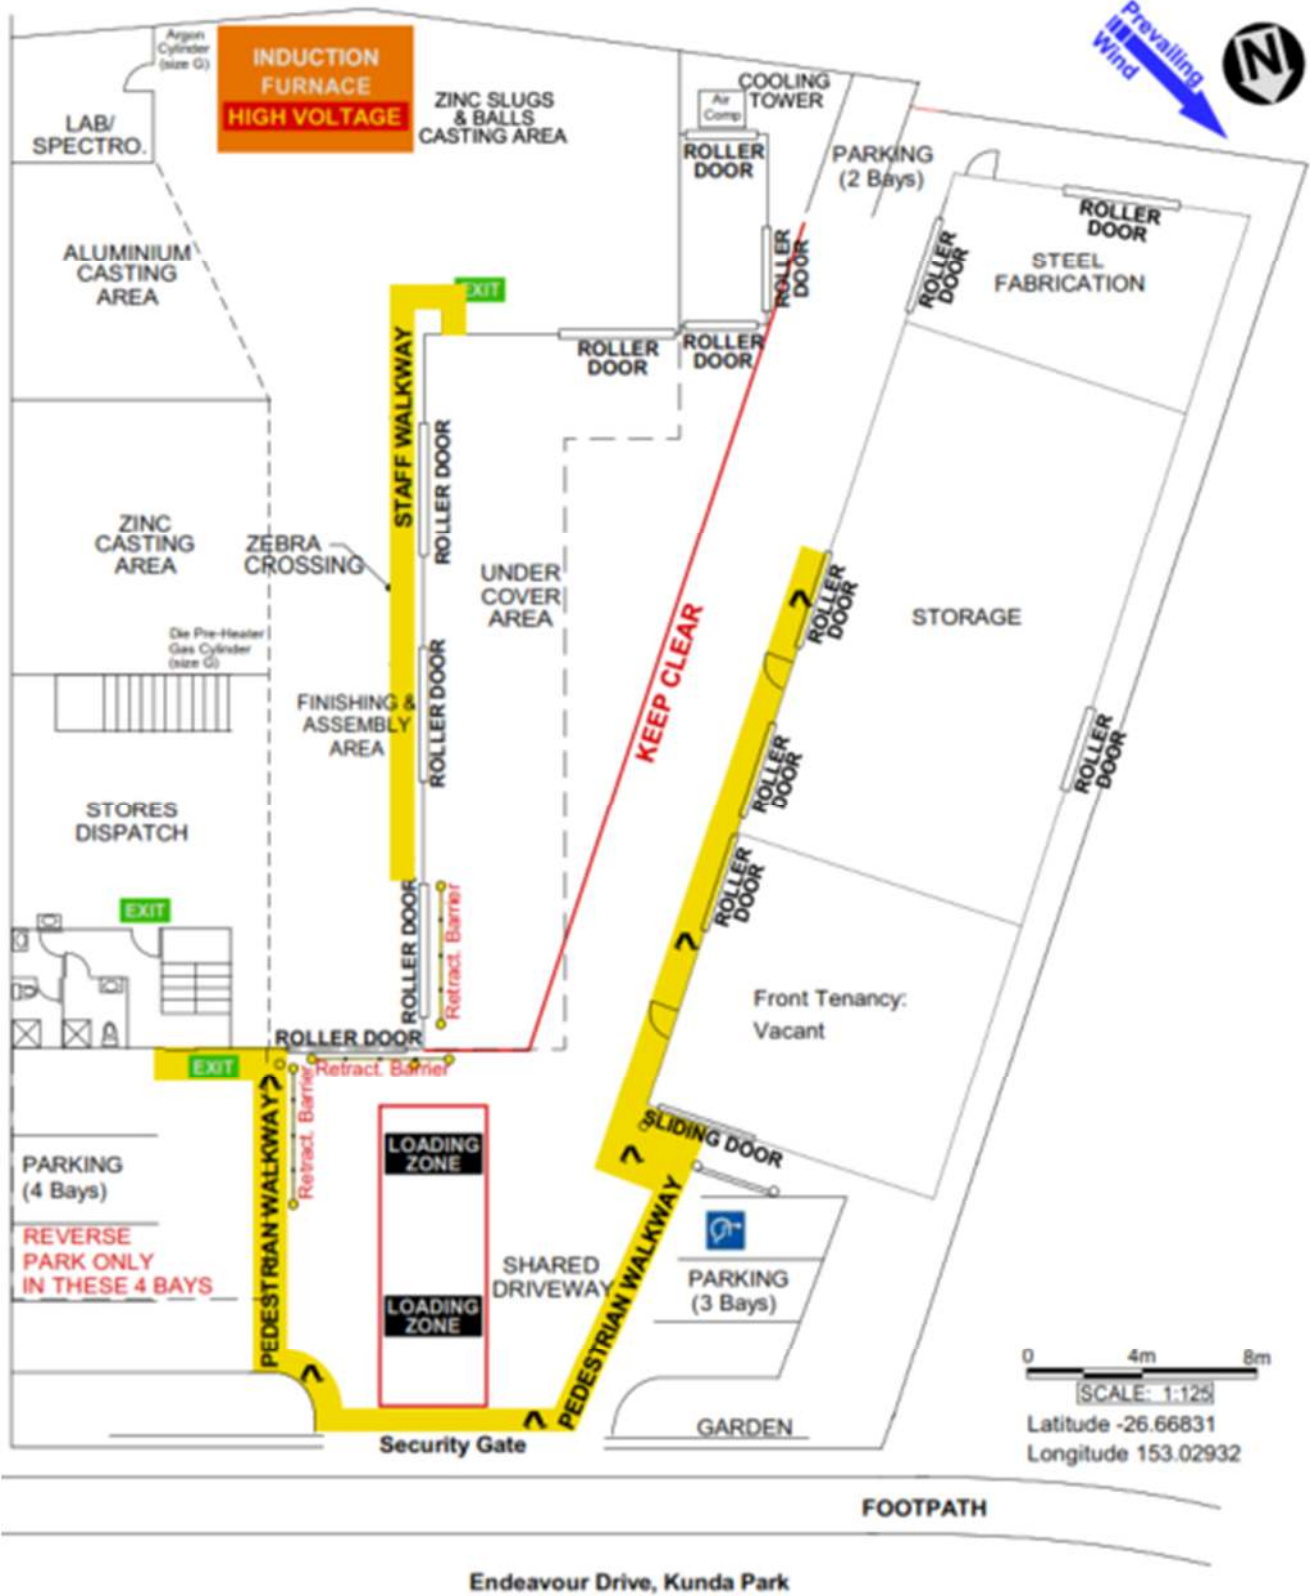 Prevailing
Wind
N
Argon
Cylinder
(size G)
INDUCTION
FURNACE
HIGH VOLTAGE
ZINC SLUGS
& BALLS
CASTING AREA
LAB/
SPECTRO.
COOLING
TOWER
Air
Comp
ROLLER
DOOR
PARKING
(2 Bays)
ROLLER
DOOR
ROLLER
DOOR
ROLLER
DOOR
STEEL
FABRICATION
ALUMINIUM
CASTING
AREA
EXIT
STAFF WALKWAY
ROLLER
DOOR
ROLLER
DOOR
ROLLER DOOR
ZINC
CASTING
AREA
ZEBRA
CROSSING
UNDER
COVER
AREA
ROLLER
DOOR
STORAGE
Die Pre-Heater
Gas Cylinder
(size G)
KEEP CLEAR
FINISHING &
ASSEMBLY
AREA
ROLLER DOOR
ROLLER
DOOR
ROLLER
DOOR
STORES
DISPATCH
ROLLER
DOOR
EXIT
ROLLER DOOR
Retract. Barrier
Front Tenancy:
Vacant
ROLLER DOOR
Retract. Barrier
EXIT
Retract. Barrier
PEDESTRIAN WALKWAY
SLIDING DOOR
LOADING
ZONE
PARKING
(4 Bays)
REVERSE
PARK ONLY
IN THESE 4 BAYS
SHARED
DRIVEWAY
LOADING
ZONE
PEDESTRIAN WALKWAY
PARKING
(3 Bays)
0 4m 8m
SCALE: 1:125
Latitude -26.66831
Longitude 153.02932
GARDEN
Security Gate
FOOTPATH
Endeavour Drive, Kunda Park